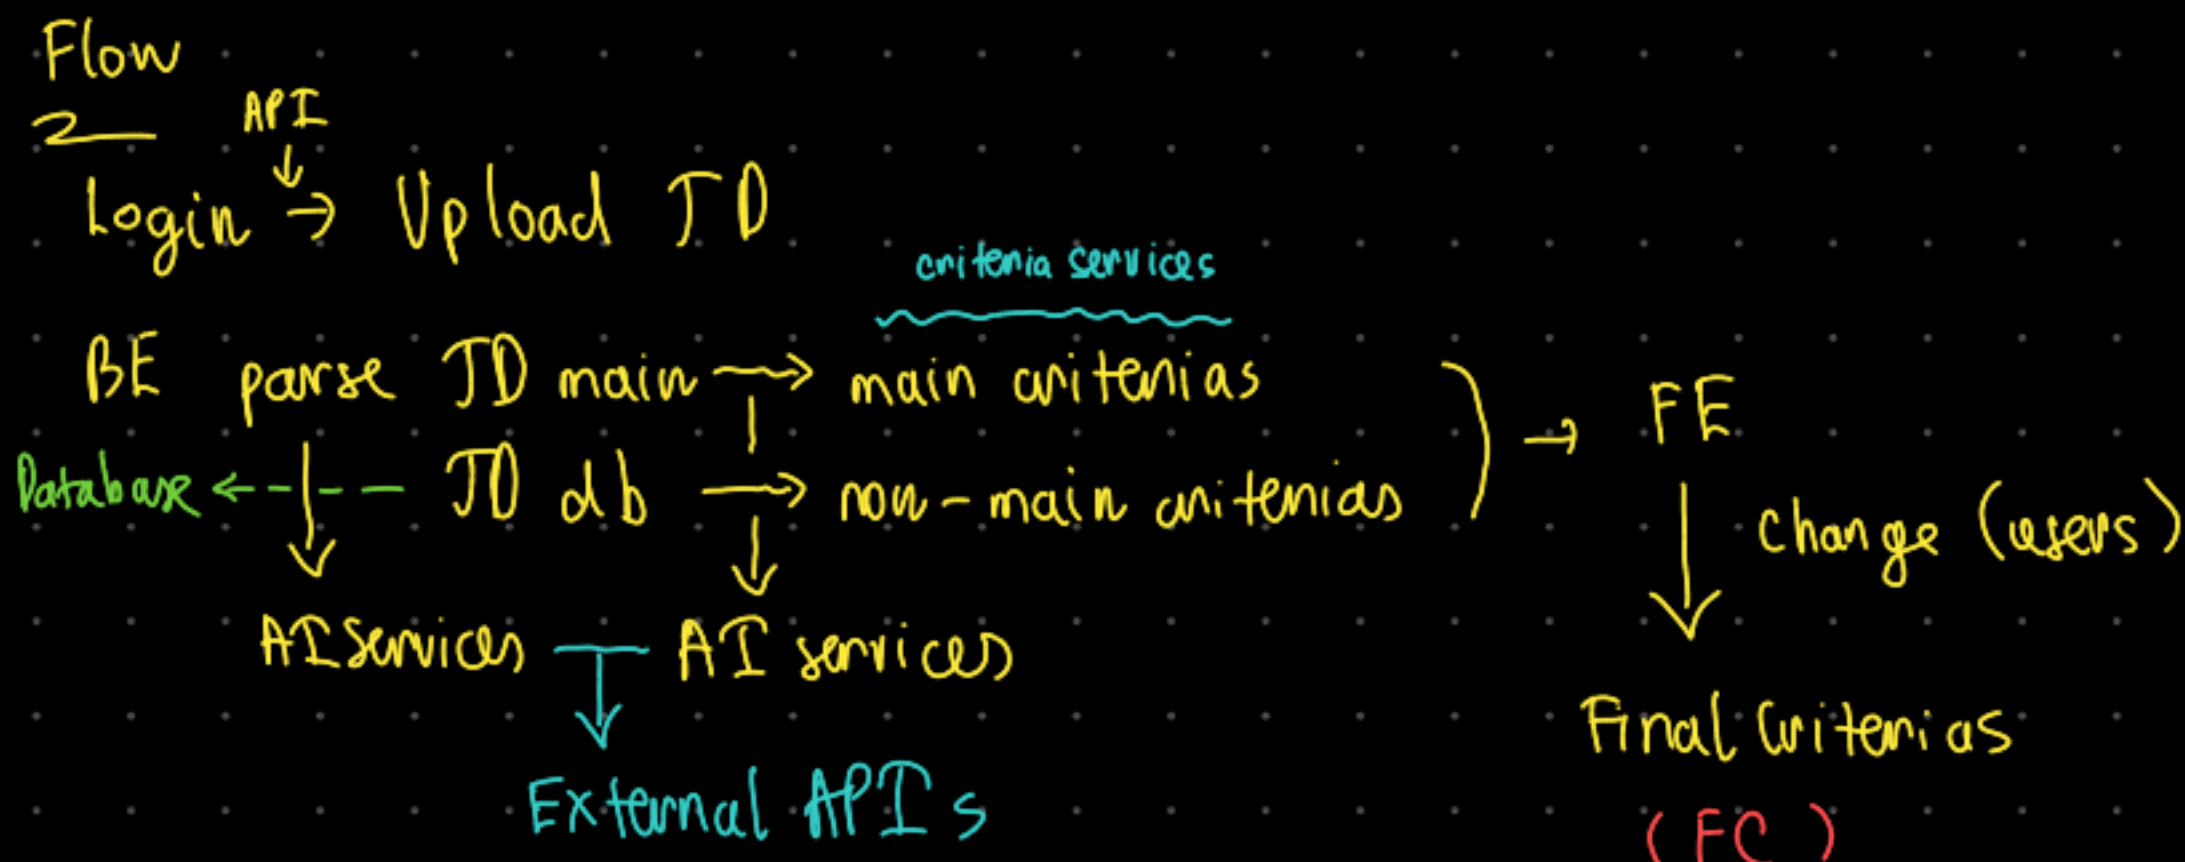 Flow
API
↓
Login → Upload JD
criteria services
BE parse JD main → main criterias
Database ←--- JD db → non-main criterias
→ FE
Change (users)
AI Services
AI services
External APIs
Final Criterias
(FC)